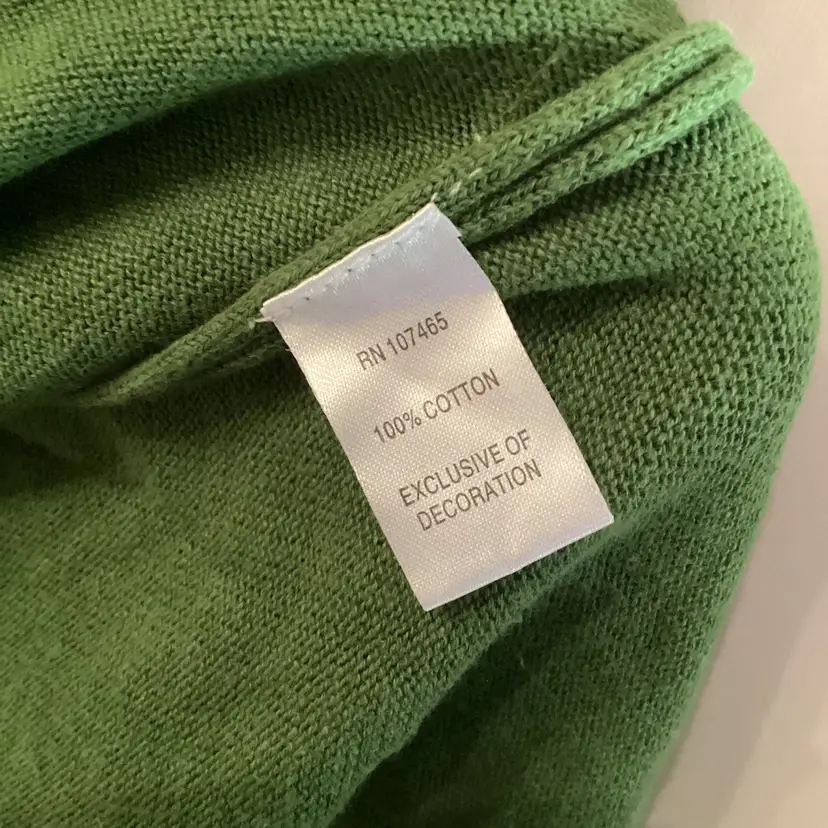 RN 107465
100% COTTON
EXCLUSIVE OF
DECORATION